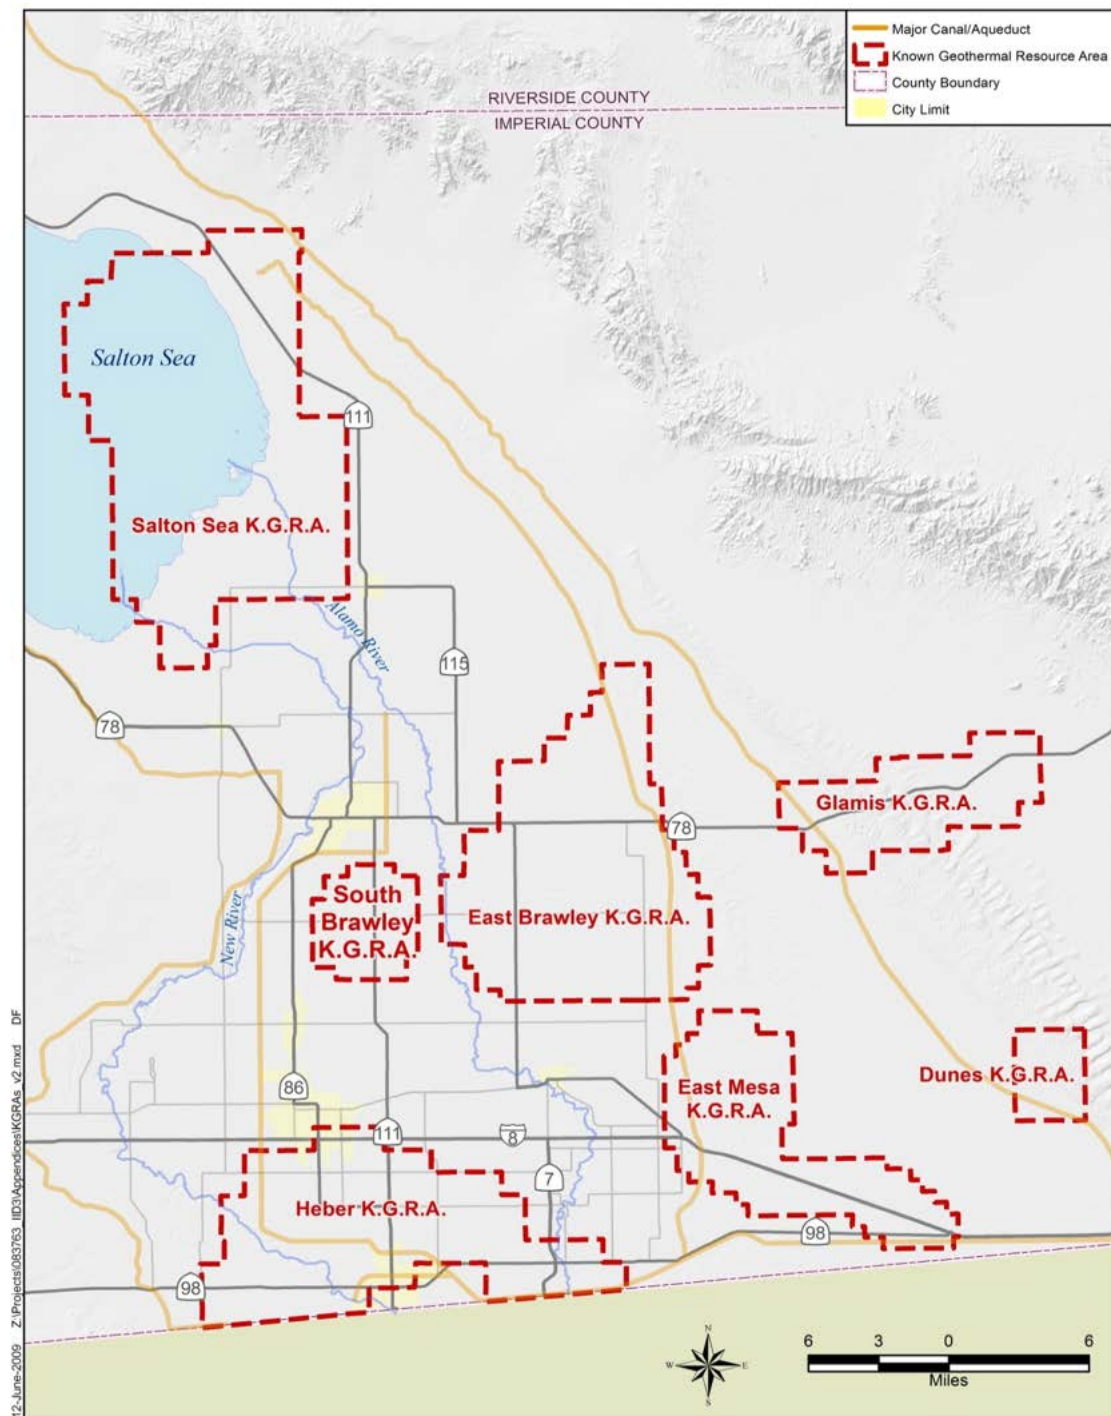 Major Canal/Aqueduct
Known Geothermal Resource Area
County Boundary
City Limit
RIVERSIDE COUNTY
IMPERIAL COUNTY
Salton Sea
111
Salton Sea K.G.R.A.
Alamo River
115
78
Glamis K.G.R.A.
78
South
Brawley
K.G.R.A.
East Brawley K.G.R.A.
New River
86
East Mesa
K.G.R.A.
Dunes K.G.R.A.
111
8
7
Heber K.G.R.A.
98
98
N
W
E
S
6
3
0
6
Miles
12-June-2009 Z:\Projects\083763_IID3\Appendices\KGRAs_v2.mxd DF